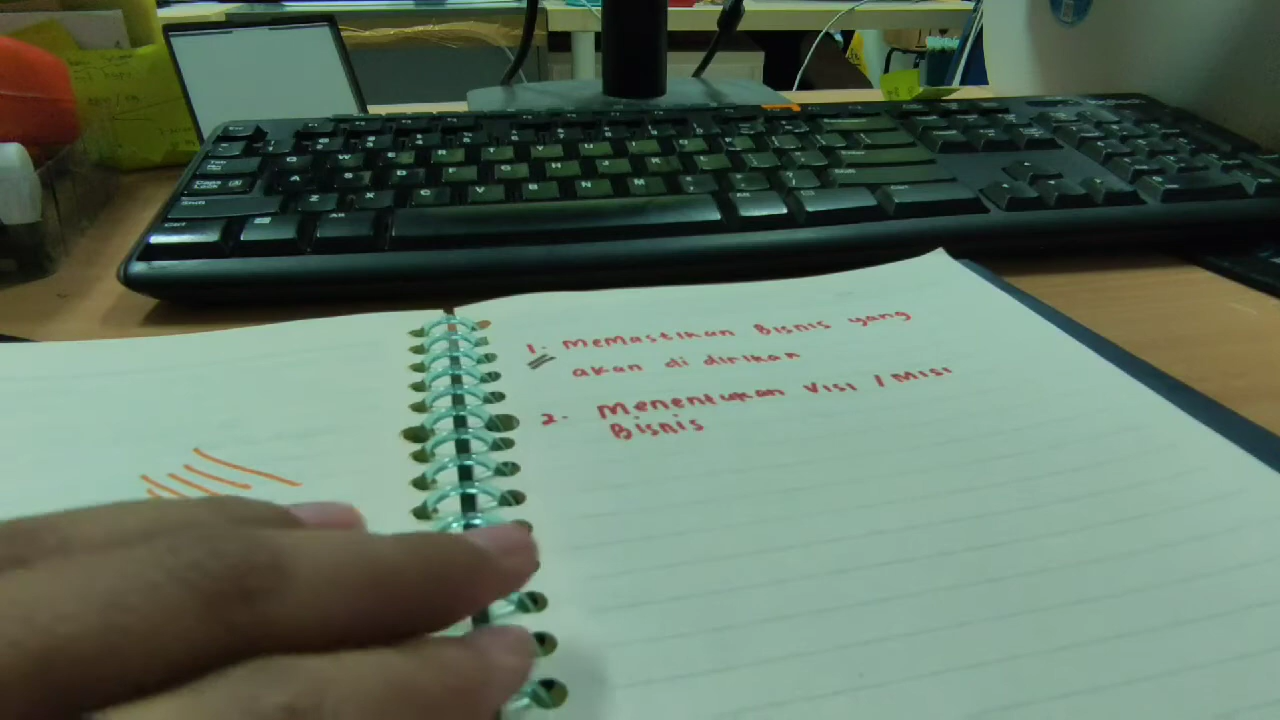 1. Memastikan Bisnis yang
akan di dirikan
2. Menentukan Visi / Misi
Bisnis